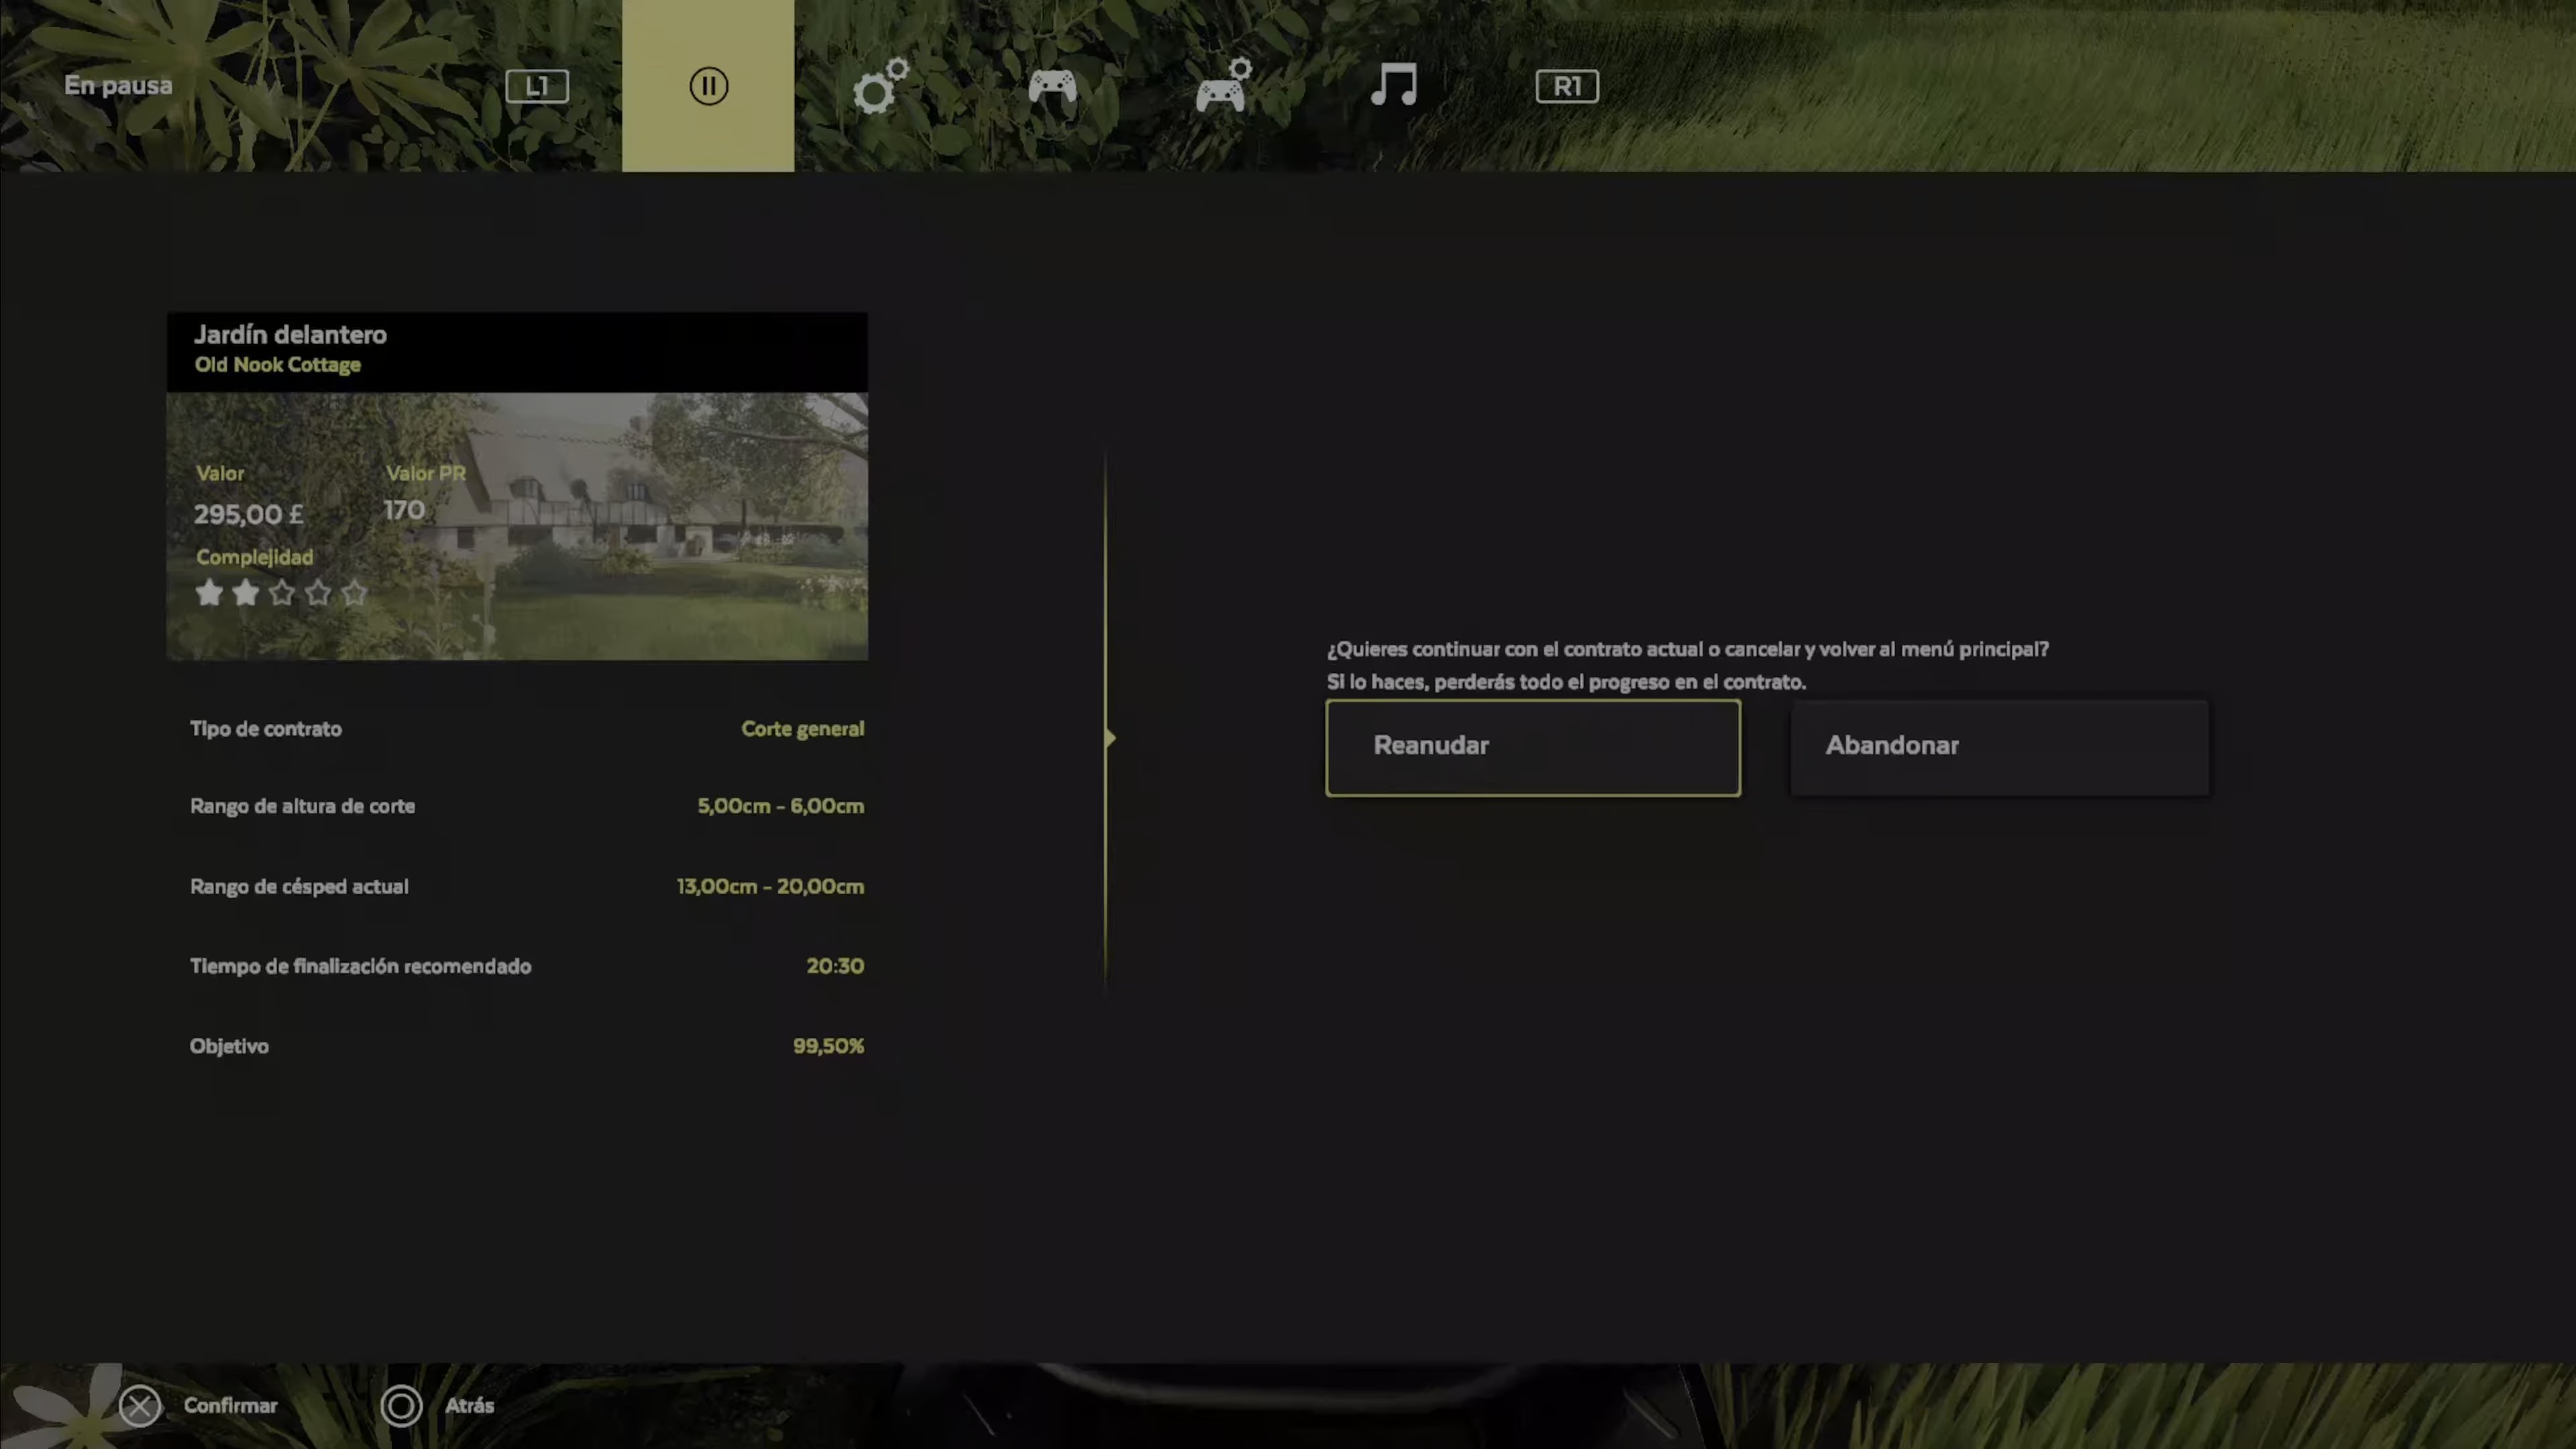 En pausa
L1
R1
Jardín delantero
Old Nook Cottage
Valor
Valor PR
295,00 £
170
Complejidad
Tipo de contrato
Corte general
Rango de altura de corte
5,00cm - 6,00cm
Rango de césped actual
13,00cm - 20,00cm
Tiempo de finalización recomendado
20:30
Objetivo
99,50%
¿Quieres continuar con el contrato actual o cancelar y volver al menú principal?
Si lo haces, perderás todo el progreso en el contrato.
Reanudar
Abandonar
Confirmar
Atrás